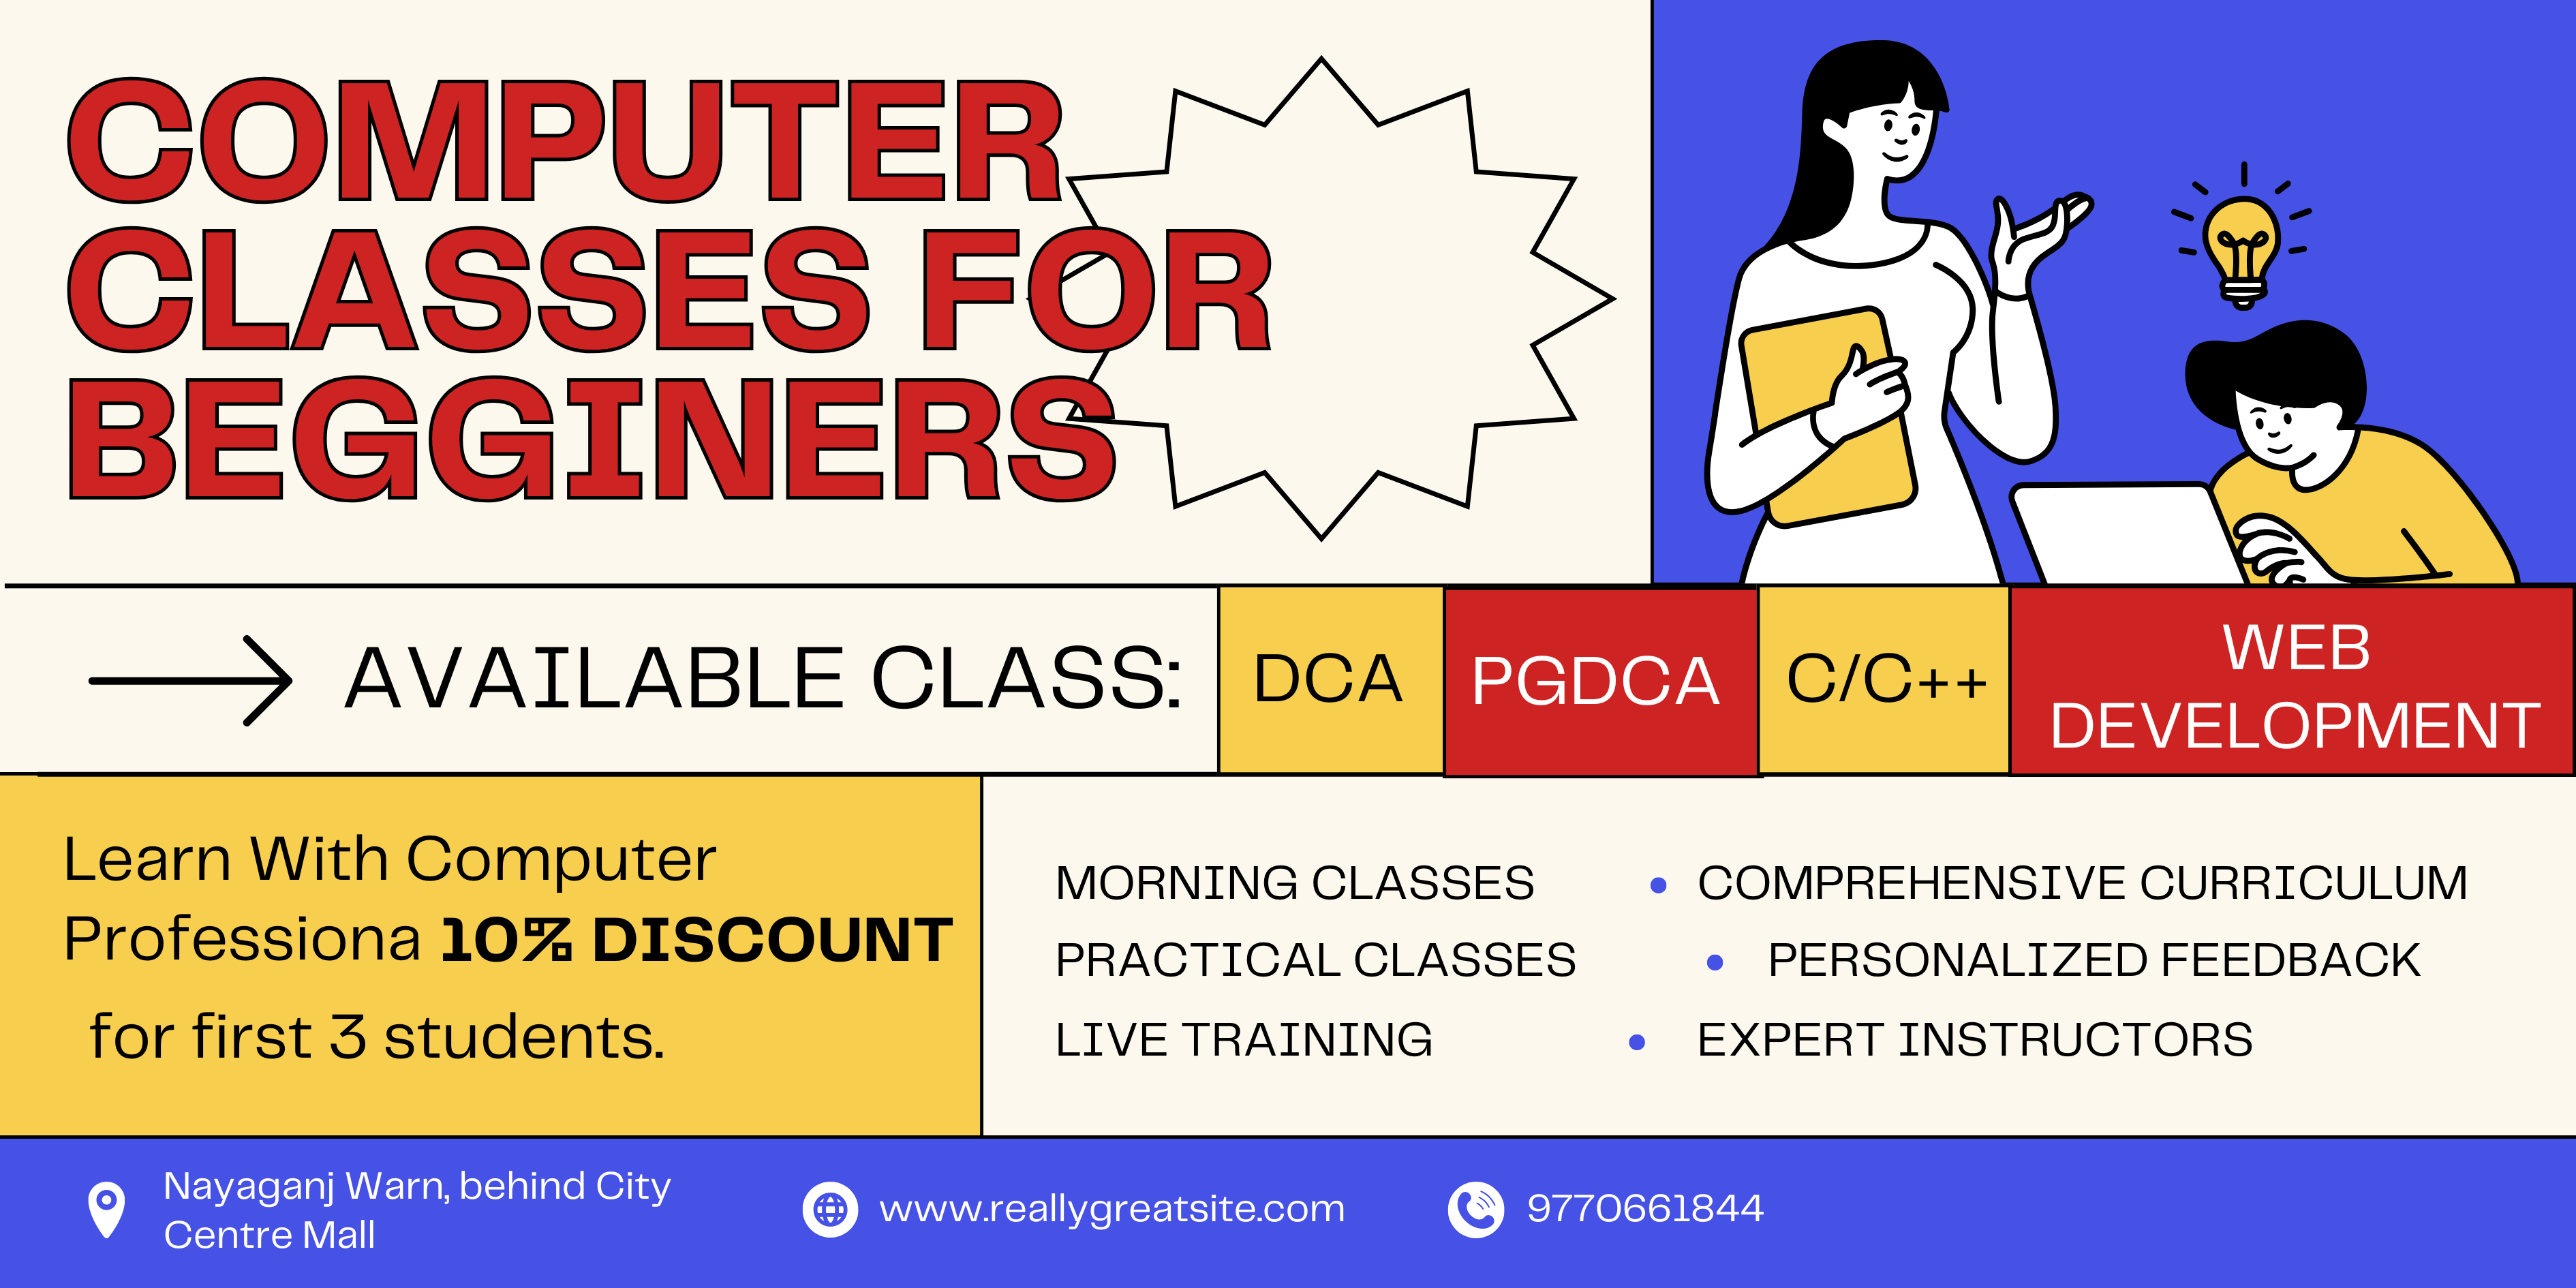 COMPUTER
CLASSES FOR
BEGGINERS
AVAILABLE CLASS:
DCA
PGDCA
C/C++
WEB
DEVELOPMENT
Learn With Computer
Professiona 10% DISCOUNT
for first 3 students.
MORNING CLASSES
PRACTICAL CLASSES
LIVE TRAINING
• COMPREHENSIVE CURRICULUM
• PERSONALIZED FEEDBACK
• EXPERT INSTRUCTORS
Nayaganj Warn, behind City
Centre Mall
www.reallygreatsite.com
9770661844